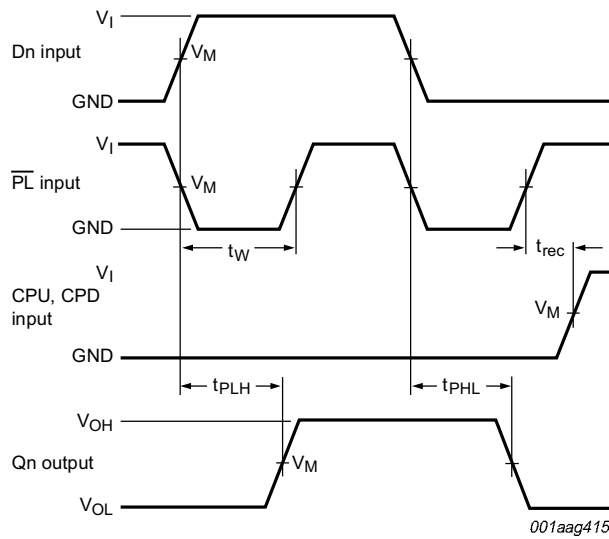 V_I
Dn input
V_M
GND
V_I
PL input
V_M
GND
t_W
t_rec
V_I
CPU, CPD
input
V_M
GND
t_PLH
t_PHL
V_OH
Qn output
V_M
V_OL
001aag415